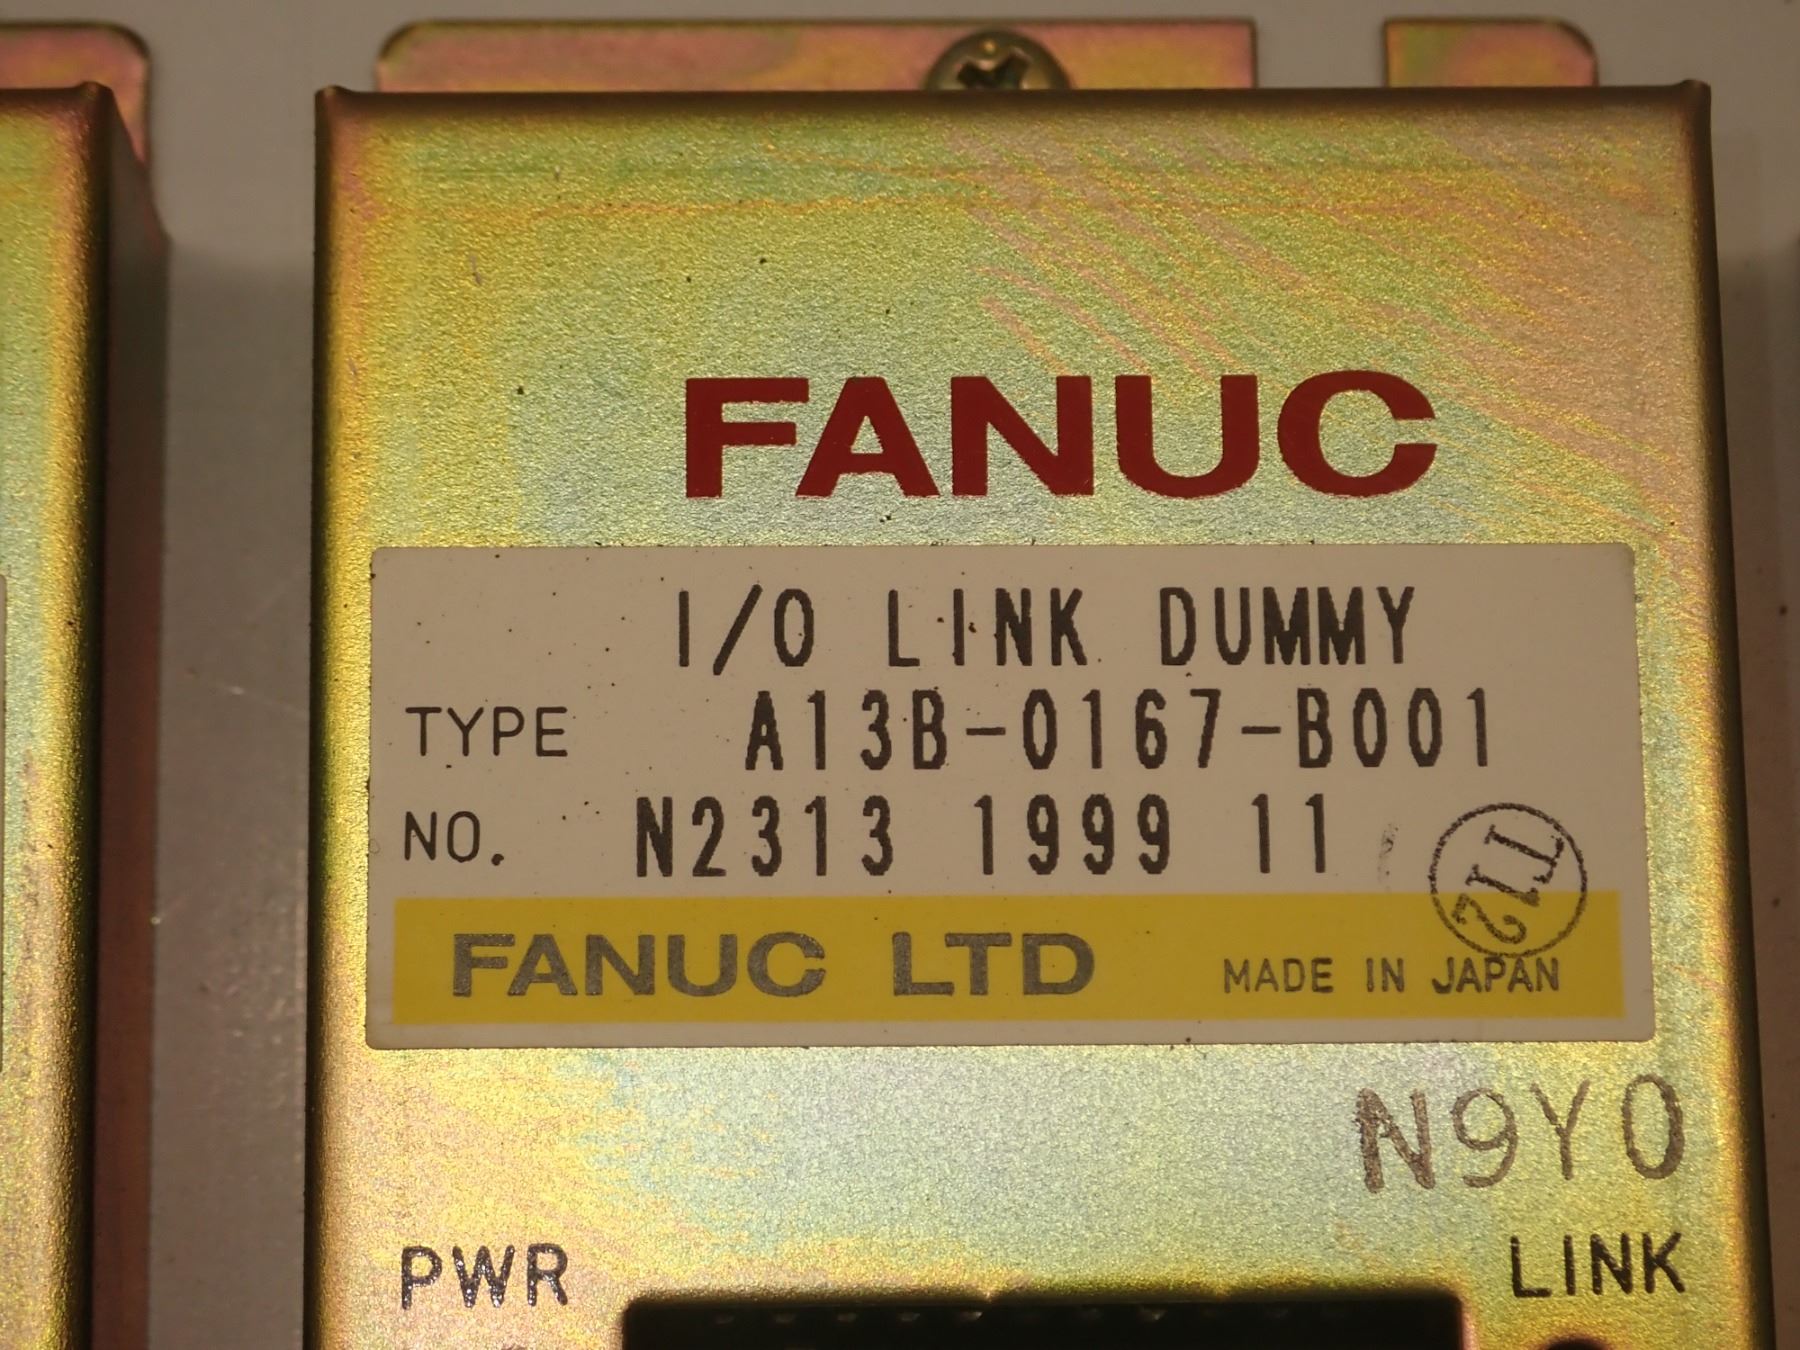 FANUC
I/O LINK DUMMY
TYPE A13B-0167-B001
NO. N2313 1999 11
FANUC LTD MADE IN JAPAN
N9Y0
PWR LINK